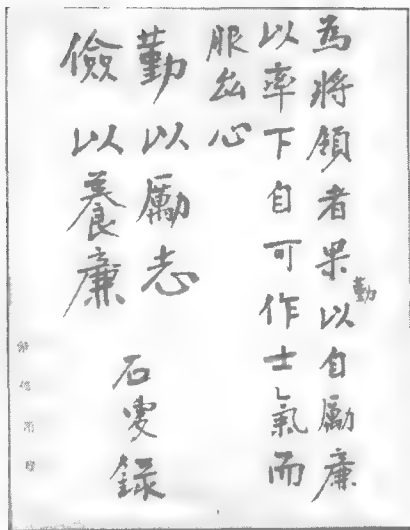 為將領者果勤以自勵廉
以率下自可作士氣而
服心
勤以勵志
儉以養廉
石叟錄